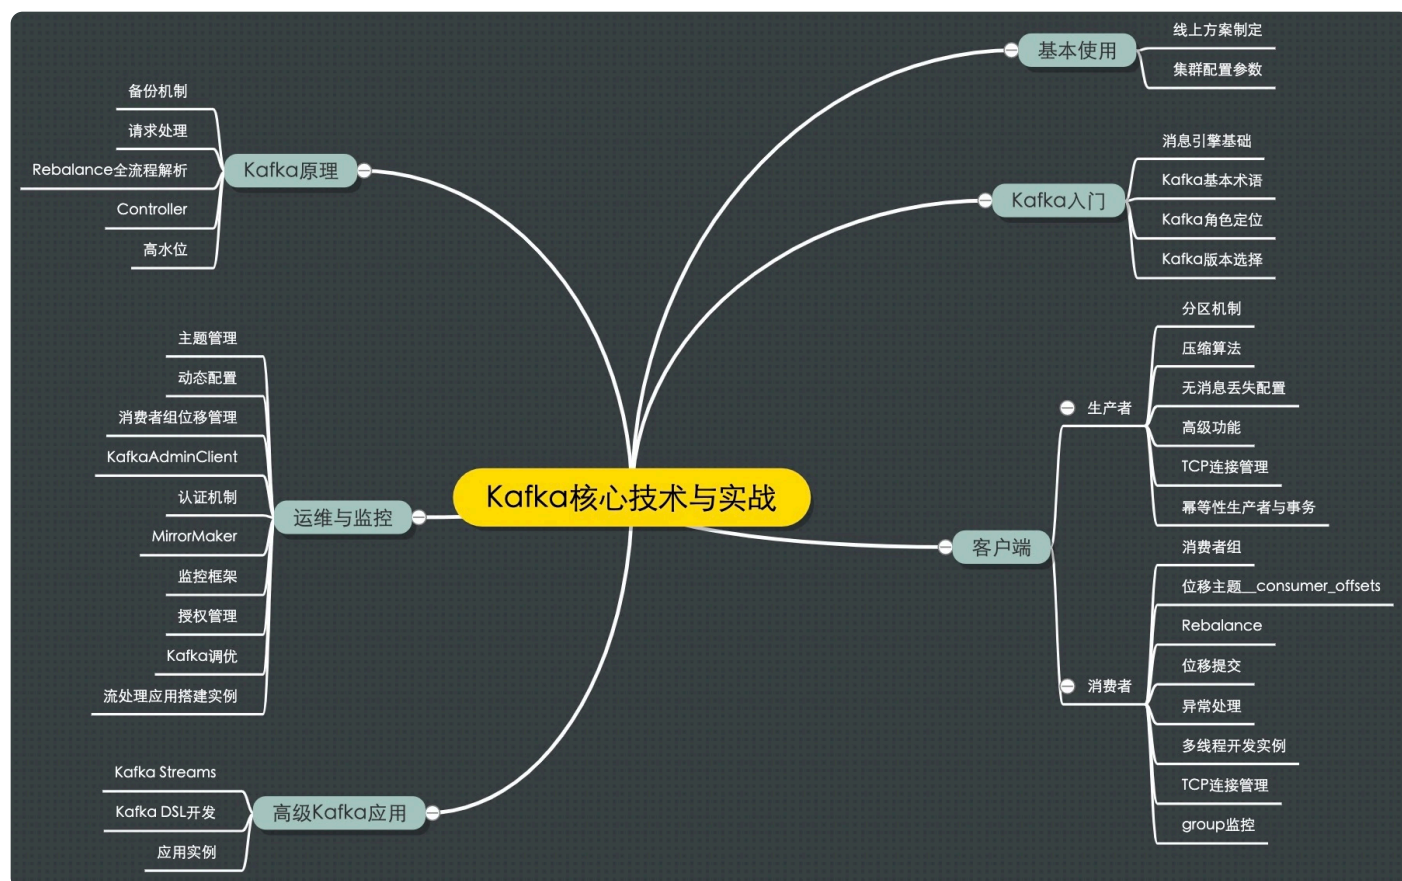 Kafka核心技术与实战
基本使用
线上方案制定
集群配置参数
Kafka入门
消息引擎基础
Kafka基本术语
Kafka角色定位
Kafka版本选择
客户端
生产者
分区机制
压缩算法
无消息丢失配置
高级功能
TCP连接管理
幂等性生产者与事务
消费者
消费者组
位移主题__consumer_offsets
Rebalance
位移提交
异常处理
多线程开发实例
TCP连接管理
group监控
Kafka原理
备份机制
请求处理
Rebalance全流程解析
Controller
高水位
运维与监控
主题管理
动态配置
消费者组位移管理
KafkaAdminClient
认证机制
MirrorMaker
监控框架
授权管理
Kafka调优
流处理应用搭建实例
高级Kafka应用
Kafka Streams
Kafka DSL开发
应用实例